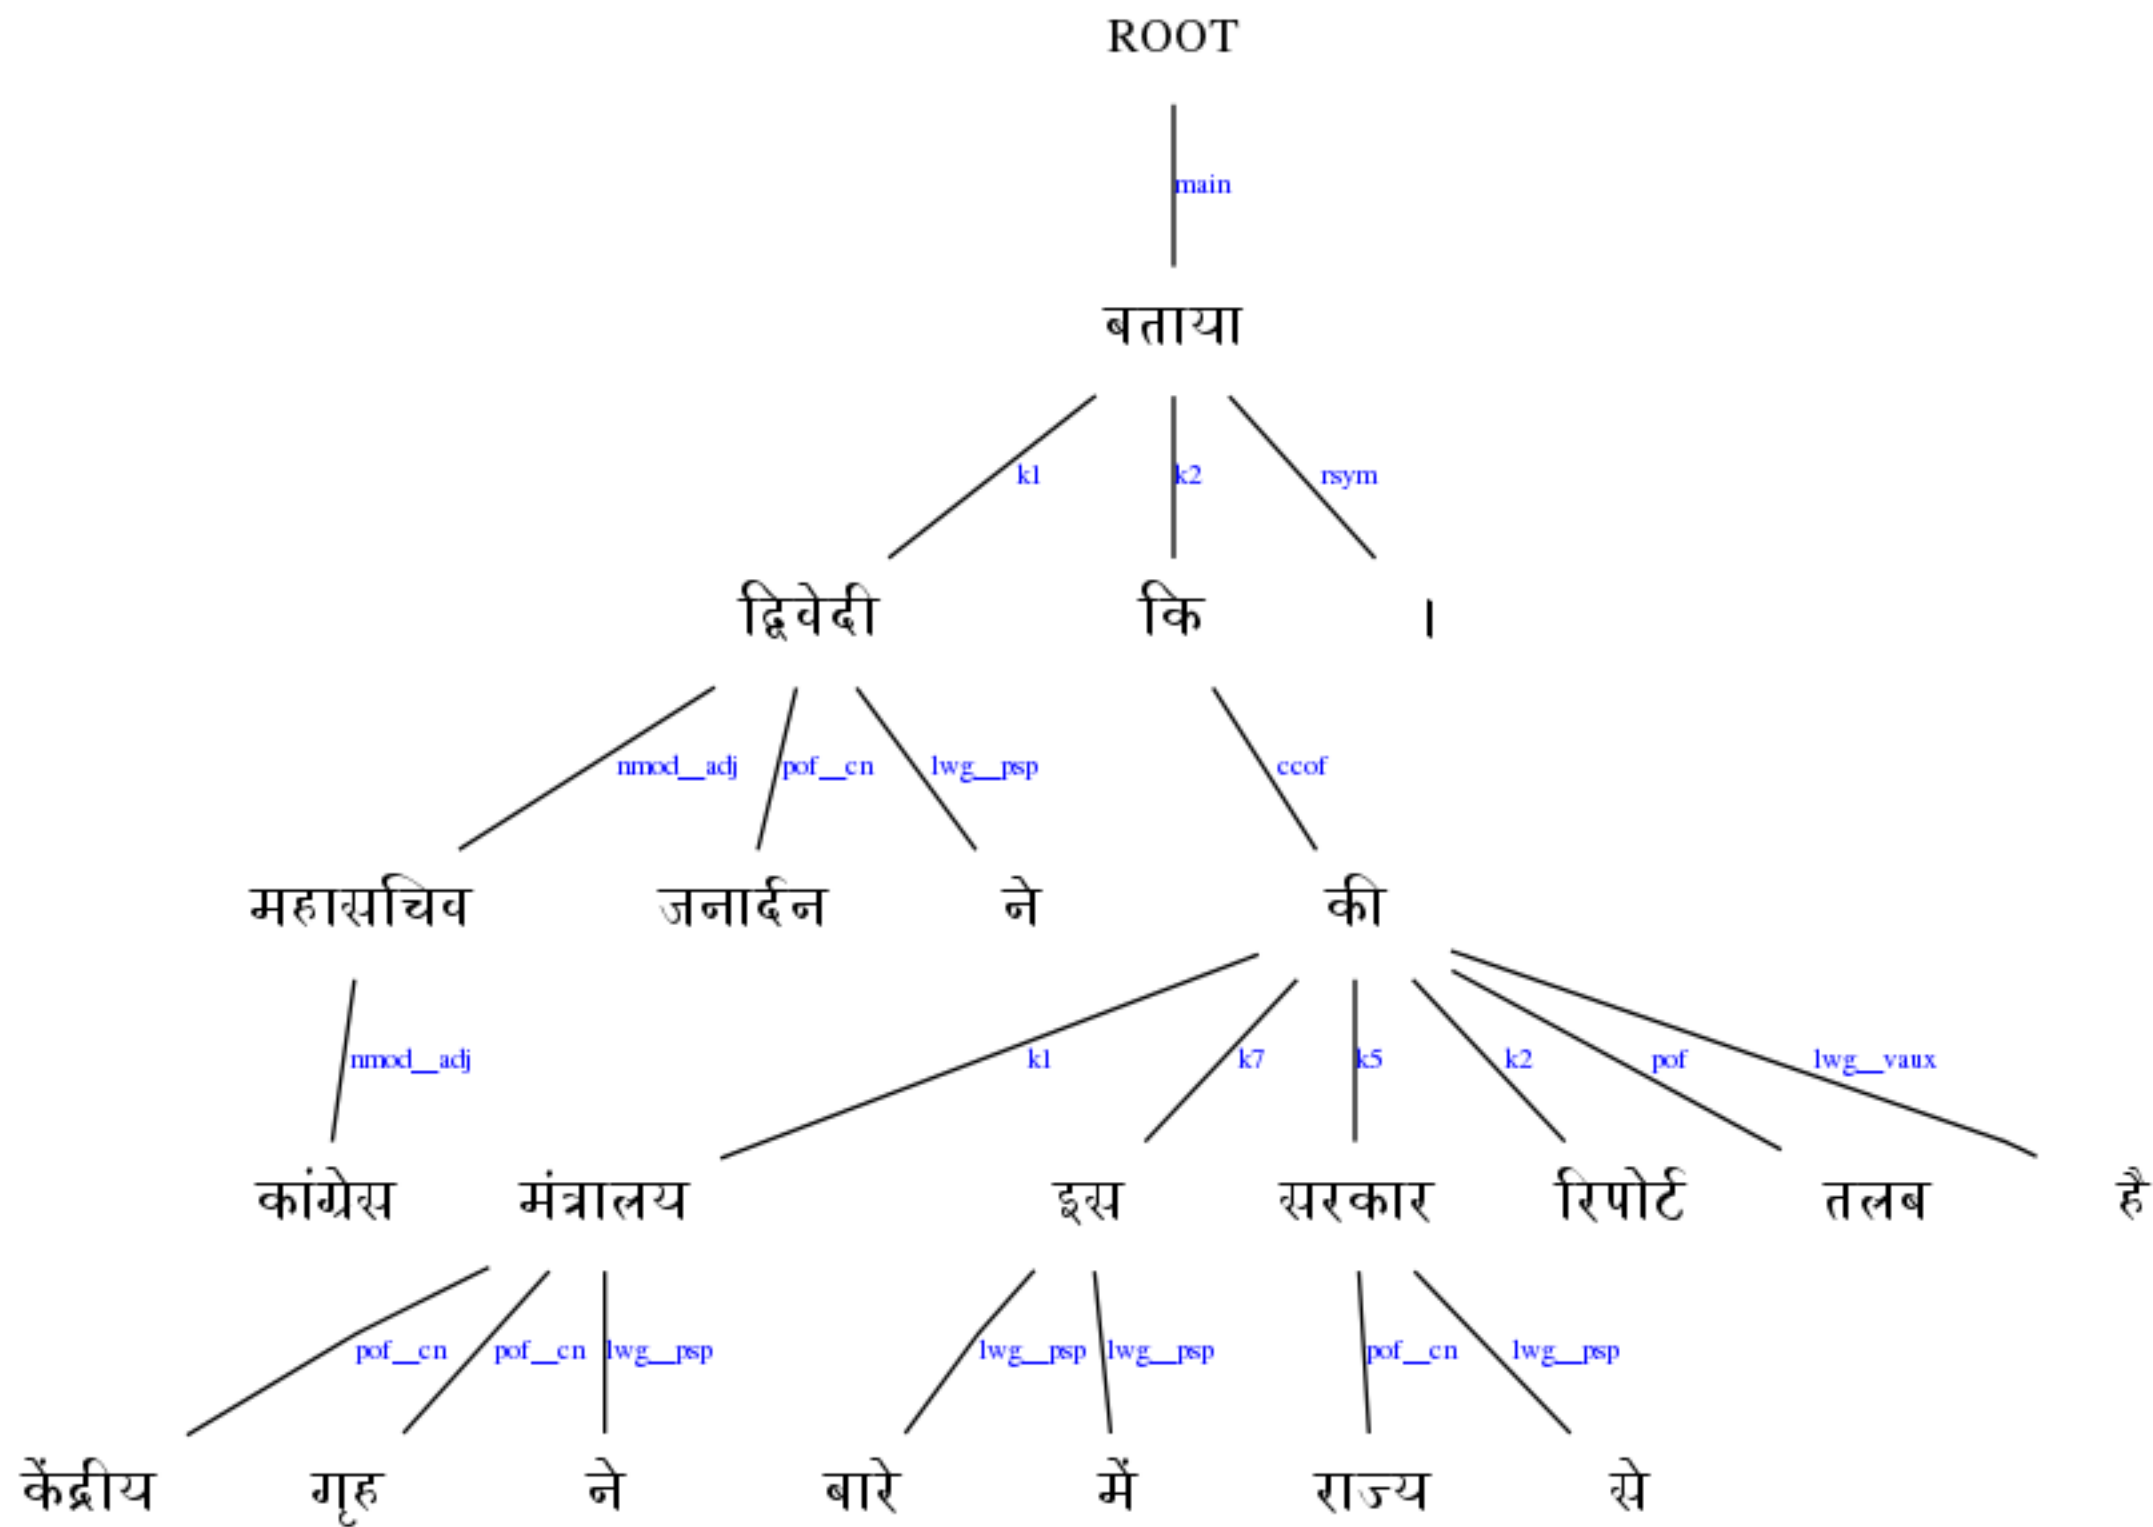 ROOT
main
बताया
k1 k2 rsym
द्विवेदी कि ।
nmod__adj pof__cn lwg__psp ccof
महासचिव जनार्दन ने की
nmod__adj k1 k7 k5 k2 pof lwg__vaux
कांग्रेस मंत्रालय इस सरकार रिपोर्ट तलब है
pof__cn pof__cn lwg__psp lwg__psp lwg__psp pof__cn lwg__psp
केंद्रीय गृह ने बारे में राज्य से